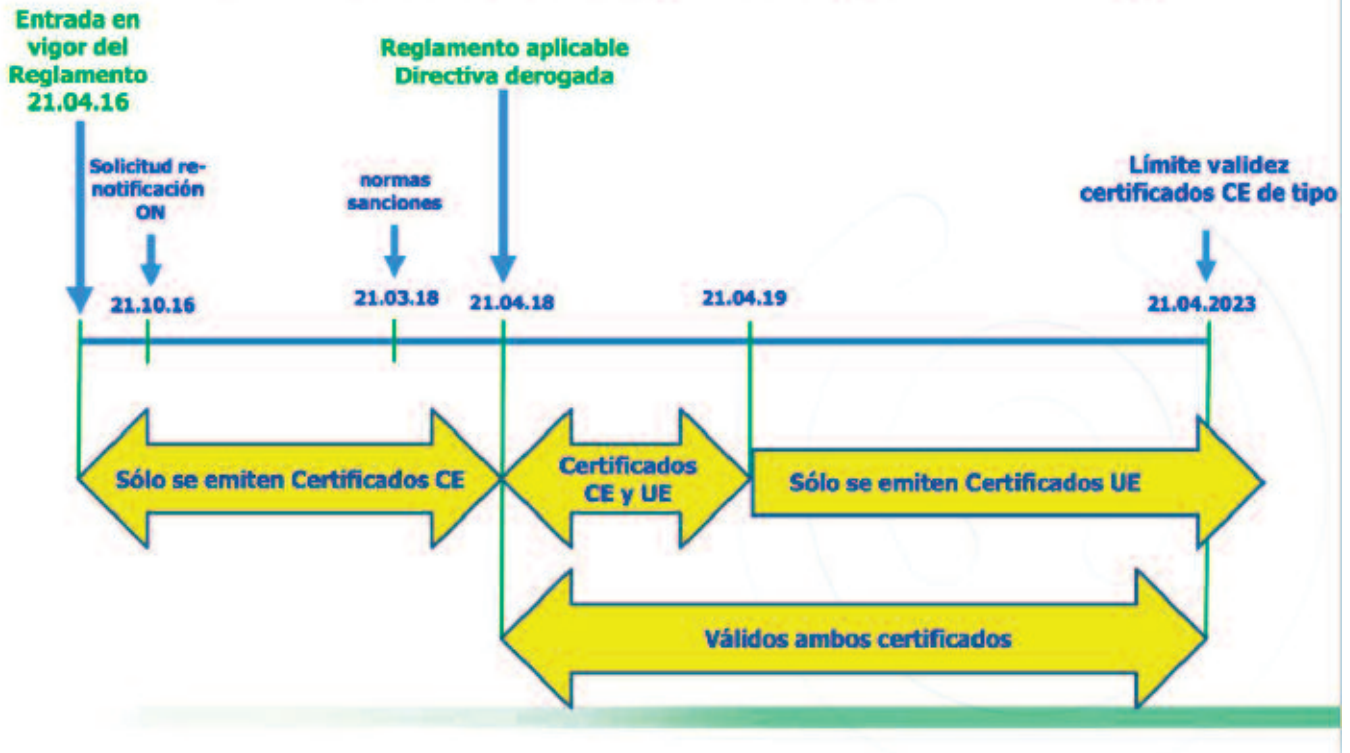 Entrada en
vigor del
Reglamento
21.04.16
Reglamento aplicable
Directiva derogada
Solicitud re-
notificación
ON
normas
sanciones
Límite validez
certificados CE de tipo
21.10.16
21.03.18
21.04.18
21.04.19
21.04.2023
Sólo se emiten Certificados CE
Certificados
CE y UE
Sólo se emiten Certificados UE
Válidos ambos certificados